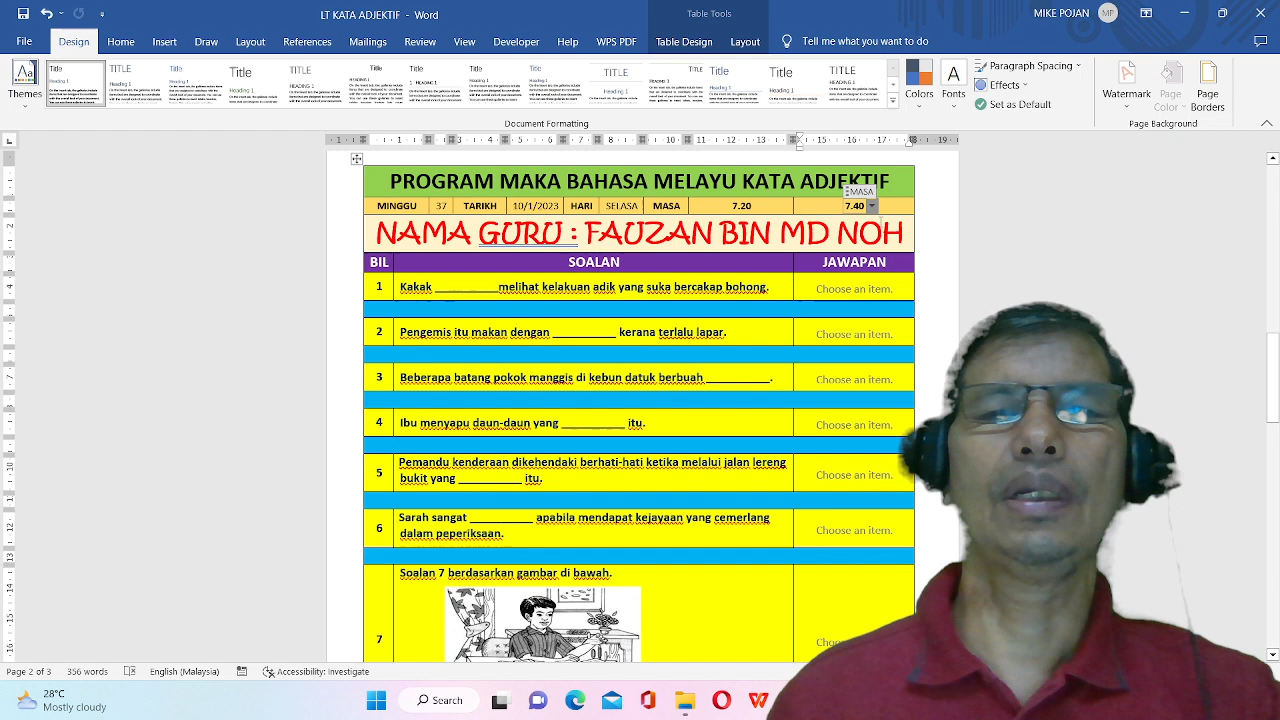 LT KATA ADJEKTIF - Word
MIKE POJAN MP
Table Tools
File Design Home Insert Draw Layout References Mailings Review View Help PDF Table Design Layout Tell me what you want to do
Themes
Paragraph Spacing
Effects
Set as Default
Colors Fonts
Watermark Page Color Page Borders
Document Formatting
Page Background
PROGRAM MAKA BAHASA MELAYU KATA ADJEKTIF
MASA
MINGGU 37 TARIKH 10/1/2023 HARI SELASA MASA 7.20 7.40
NAMA GURU : FAUZAN BIN MD NOH
BIL SOALAN JAWAPAN
1 Kakak __________melihat kelakuan adik yang suka bercakap bohong. Choose an item.
2 Pengemis itu makan dengan __________ kerana terlalu lapar. Choose an item.
3 Beberapa batang pokok manggis di kebun datuk berbuah __________. Choose an item.
4 Ibu menyapu daun-daun yang __________ itu. Choose an item.
5 Pemandu kenderaan dikehendaki berhati-hati ketika melalui jalan lereng
bukit yang __________ itu. Choose an item.
6 Sarah sangat __________ apabila mendapat kejayaan yang cemerlang
dalam peperiksaan. Choose an item.
Soalan 7 berdasarkan gambar di bawah.
7
Page 2 of 3 356 words English (Malaysia) Accessibility: Investigate
28°C
Mostly cloudy
Search